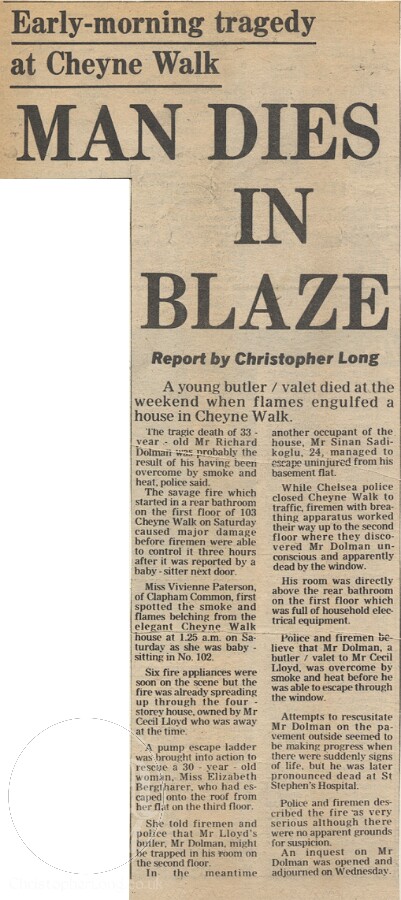 Early-morning tragedy
at Cheyne Walk
MAN DIES
IN
BLAZE
Report by Christopher Long
A young butler / valet died at the
weekend when flames engulfed a
house in Cheyne Walk.
The tragic death of 33 -
year - old Mr Richard
Dolman was probably the
result of his having been
overcome by smoke and
heat, police said.
The savage fire which
started in a rear bathroom
on the first floor of 103
Cheyne Walk on Saturday
caused major damage
before firemen were able
to control it three hours
after it was reported by a
baby - sitter next door.
Miss Vivienne Paterson,
of Clapham Common, first
spotted the smoke and
flames belching from the
elegant Cheyne Walk
house at 1.25 a.m. on Sa-
turday as she was baby -
sitting in No. 102.
Six fire appliances were
soon on the scene but the
fire was already spreading
up through the four -
storey house, owned by Mr
Cecil Lloyd who was away
at the time.
A pump escape ladder
was brought into action to
rescue a 30 - year - old
woman, Miss Elizabeth
Bergtharer, who had es-
caped onto the roof from
her flat on the third floor.
She told firemen and
police that Mr Lloyd's
butler, Mr Dolman, might
be trapped in his room on
the second floor.
In the meantime
another occupant of the
house, Mr Sinan Sadi-
koglu, 24, managed to
escape uninjured from his
basement flat.
While Chelsea police
closed Cheyne Walk to
traffic, firemen with brea-
thing apparatus worked
their way up to the second
floor where they disco-
vered Mr Dolman un-
conscious and apparently
dead by the window.
His room was directly
above the rear bathroom
on the first floor which
was full of household elec-
trical equipment.
Police and firemen be-
lieve that Mr Dolman, a
butler / valet to Mr Cecil
Lloyd, was overcome by
smoke and heat before he
was able to escape through
the window.
Attempts to rescusitate
Mr Dolman on the pa-
vement outside seemed to
be making progress when
there were suddenly signs
of life, but he was later
pronounced dead at St
Stephen's Hospital.
Police and firemen des-
cribed the fire as very
serious although there
were no apparent grounds
for suspicion.
An inquest on Mr
Dolman was opened and
adjourned on Wednesday.